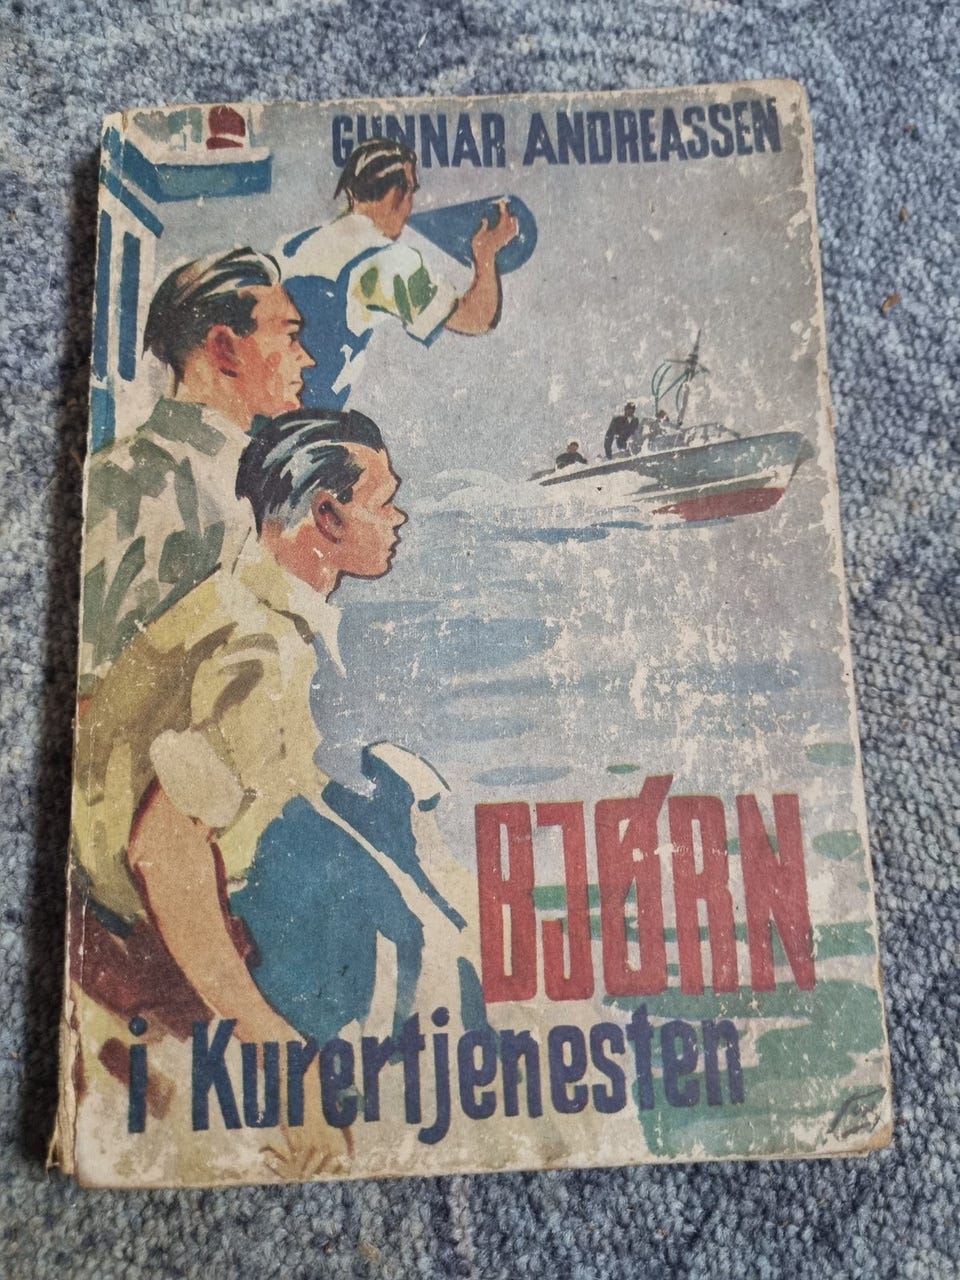 GUNNAR ANDREASSEN
BJØRN
i Kurertjenesten